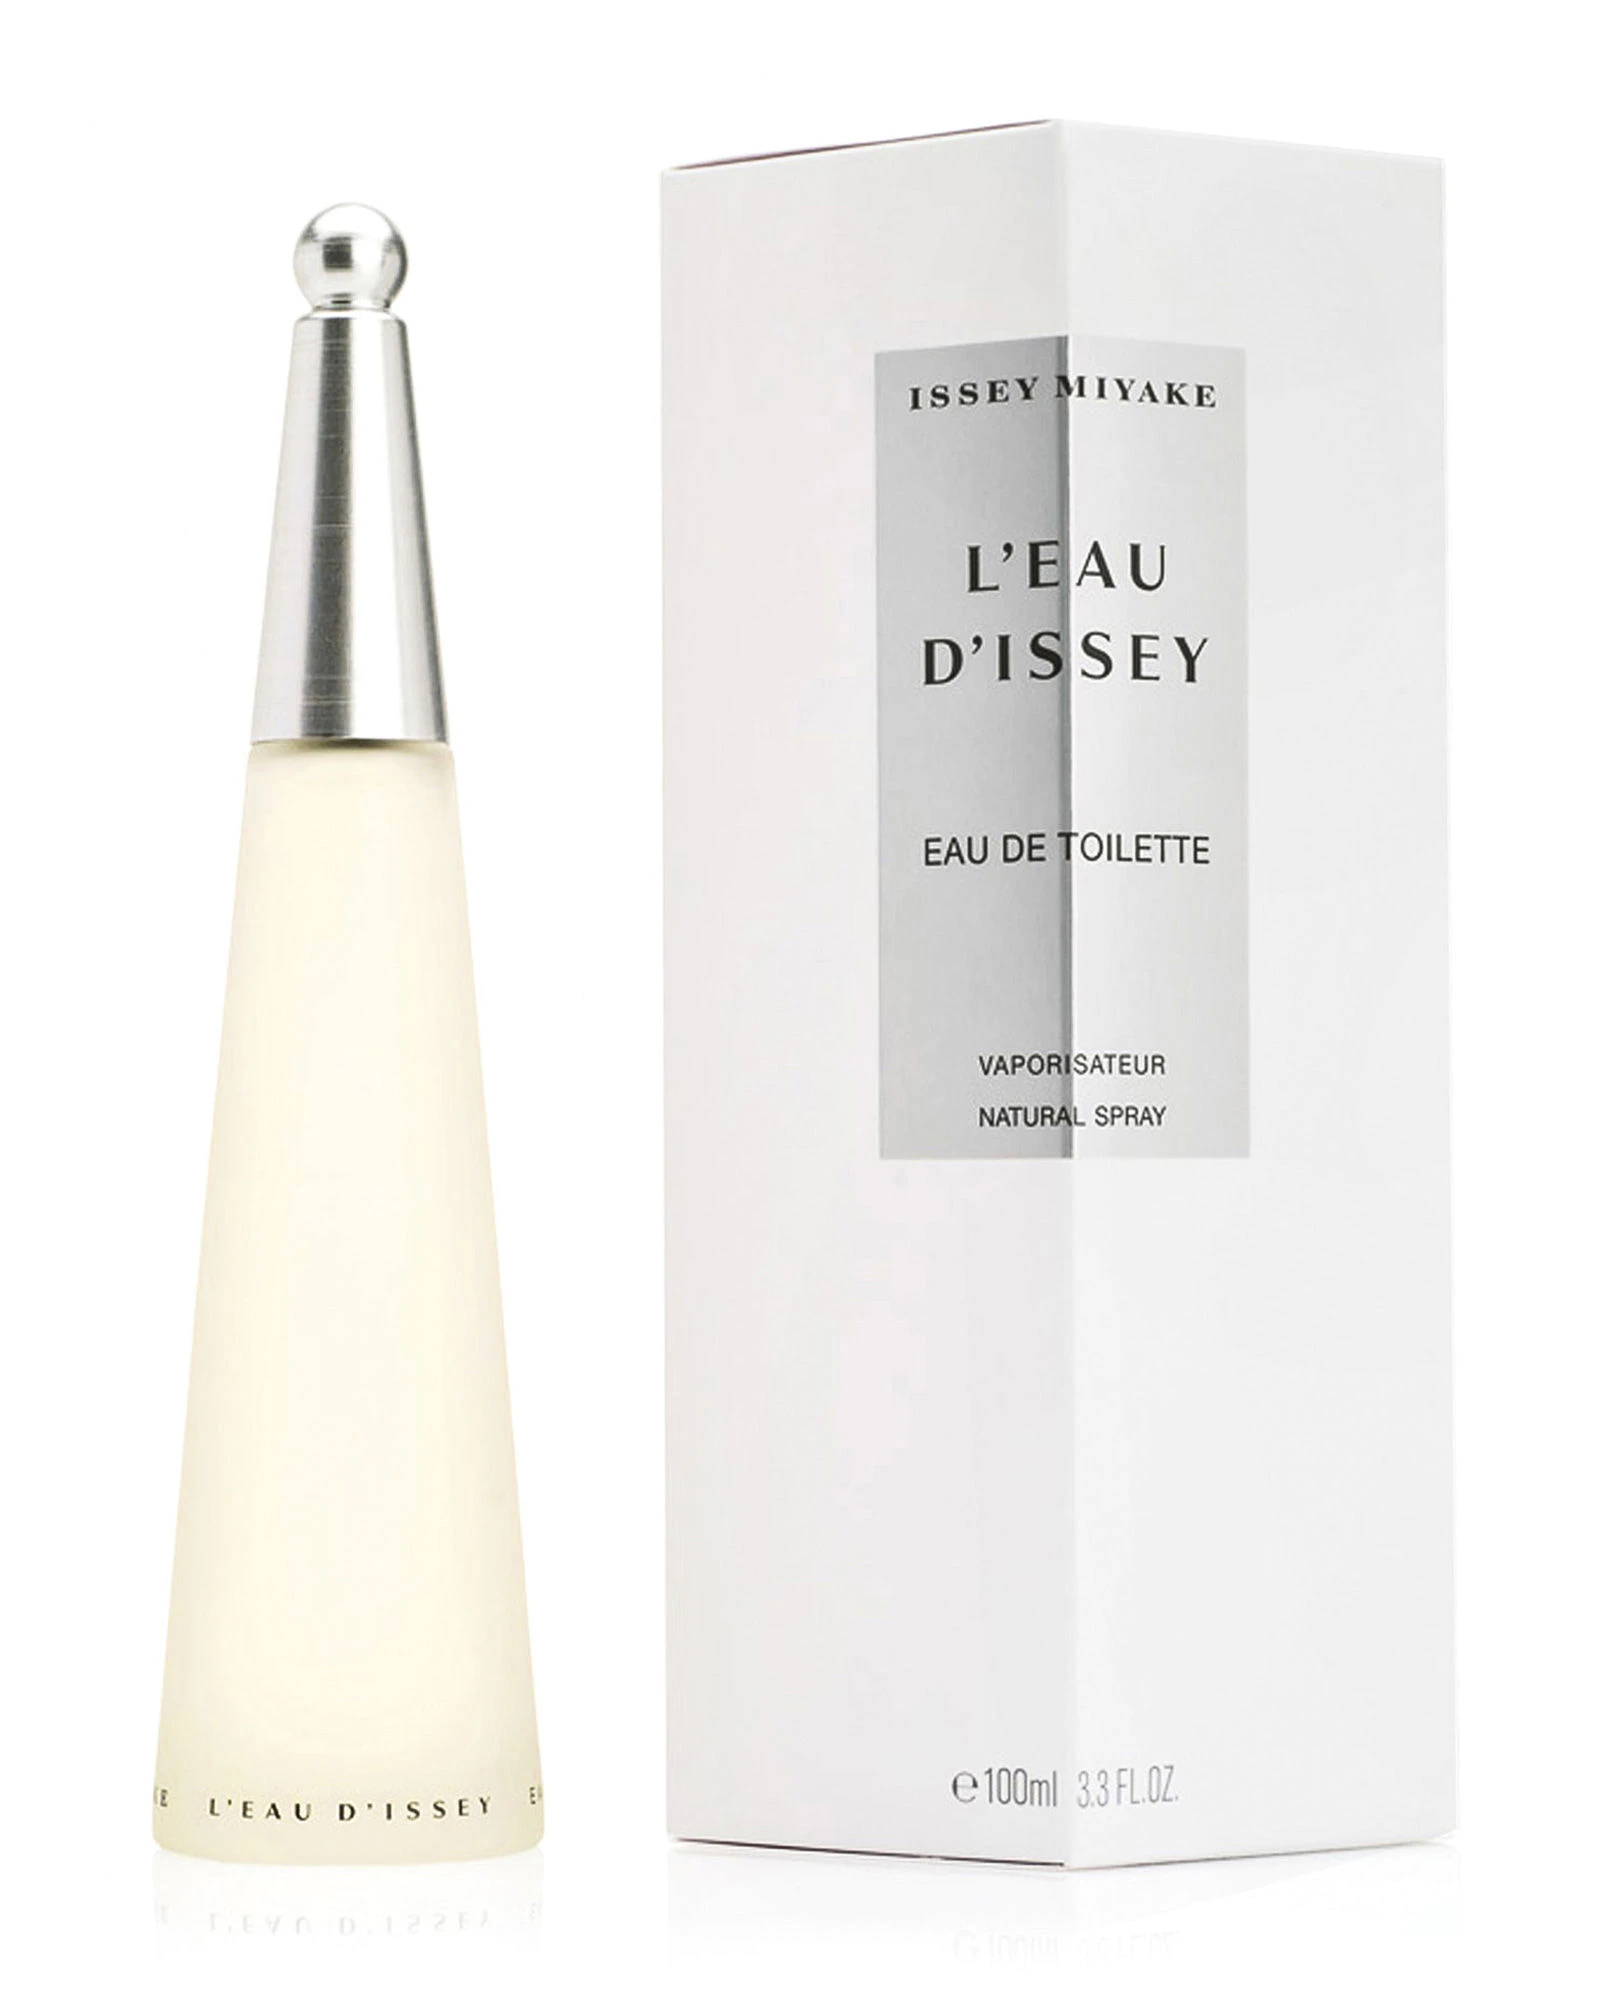 ISSEY MIYAKE
L'EAU
D'ISSEY
EAU DE TOILETTE
VAPORISATEUR
NATURAL SPRAY
℮100ml 3.3 FL.OZ.
L'EAU D'ISSEY